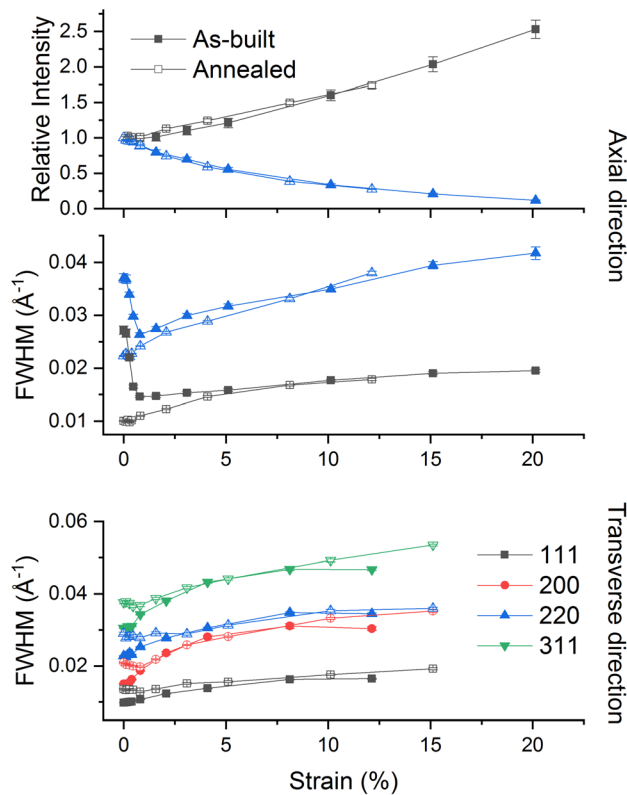 As-built
Annealed
Relative Intensity
2.5
2.0
1.5
1.0
0.5
0.0
Axial direction
FWHM (Å⁻¹)
0.04
0.03
0.02
0.01
0 5 10 15 20
FWHM (Å⁻¹)
0.06
0.04
0.02
111
200
220
311
Transverse direction
0 5 10 15 20
Strain (%)